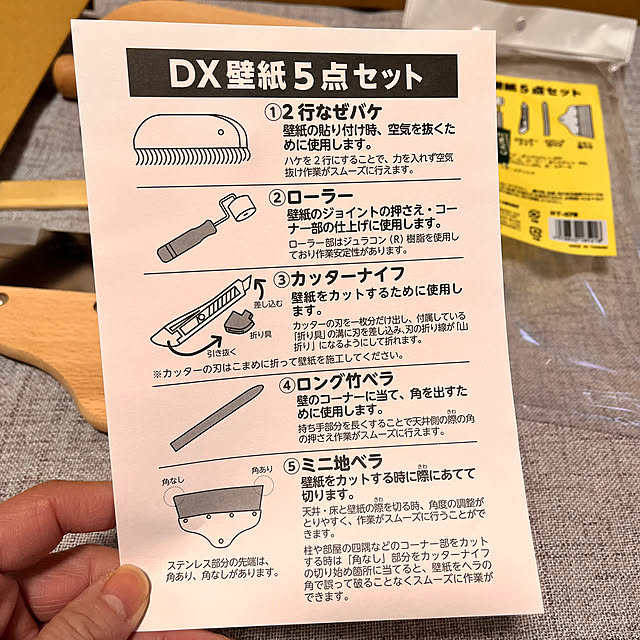 DX壁紙5点セット
①2行なぜバケ
壁紙の貼り付け時、空気を抜くた
めに使用します。
ハケを2行にすることで、力を入れず空気
抜け作業がスムーズに行えます。
②ローラー
壁紙のジョイントの押さえ・コー
ナー部の仕上げに使用します。
ローラー部はジュラコン(R)樹脂を使用し
ており作業安定性があります。
③カッターナイフ
壁紙をカットするために使用し
ます。
カッターの刃を一枚分だけ出し、付属している
「折り具」の溝に刃を差し込み、刃の折り線が「山
折り」になるようにして折れます。
差し込む
折り具
引き抜く
※カッターの刃はこまめに折って壁紙を施工してください。
④ロング竹ベラ
壁のコーナーに当て、角を出すた
めに使用します。
持ち手部分を長くすることで天井側の際の角
きわ
の押さえ作業がスムーズに行えます。
⑤ミニ地ベラ
壁紙をカットする時に際にあてて
きわ
切ります。
天井・床と壁紙の際を切る時、角度の調整が
きわ
とりやすく、作業がスムーズに行うことがで
きます。
柱や部屋の四隅などのコーナー部をカット
する時は「角なし」部分をカッターナイフ
の切り始め箇所に当てると、壁紙をヘラの
角で誤って破ることなくスムーズに作業が
できます。
角なし
角あり
ステンレス部分の先端は、
角あり、角なしがあります。
壁紙5点セット